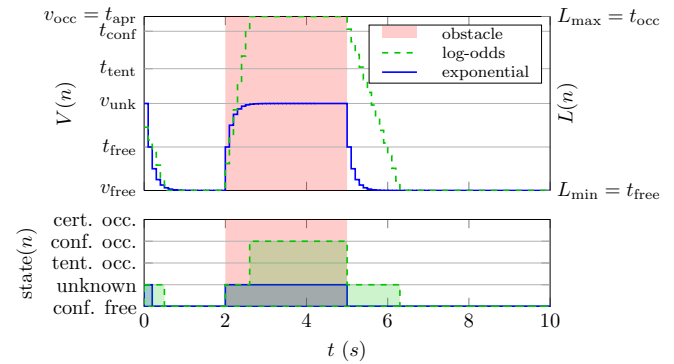 v_occ = t_apr
t_conf
t_tent
v_unk
t_free
v_free
V(n)
obstacle
log-odds
exponential
L_max = t_occ
L(n)
L_min = t_free
cert. occ.
conf. occ.
tent. occ.
unknown
conf. free
state(n)
0 2 4 6 8 10
t (s)